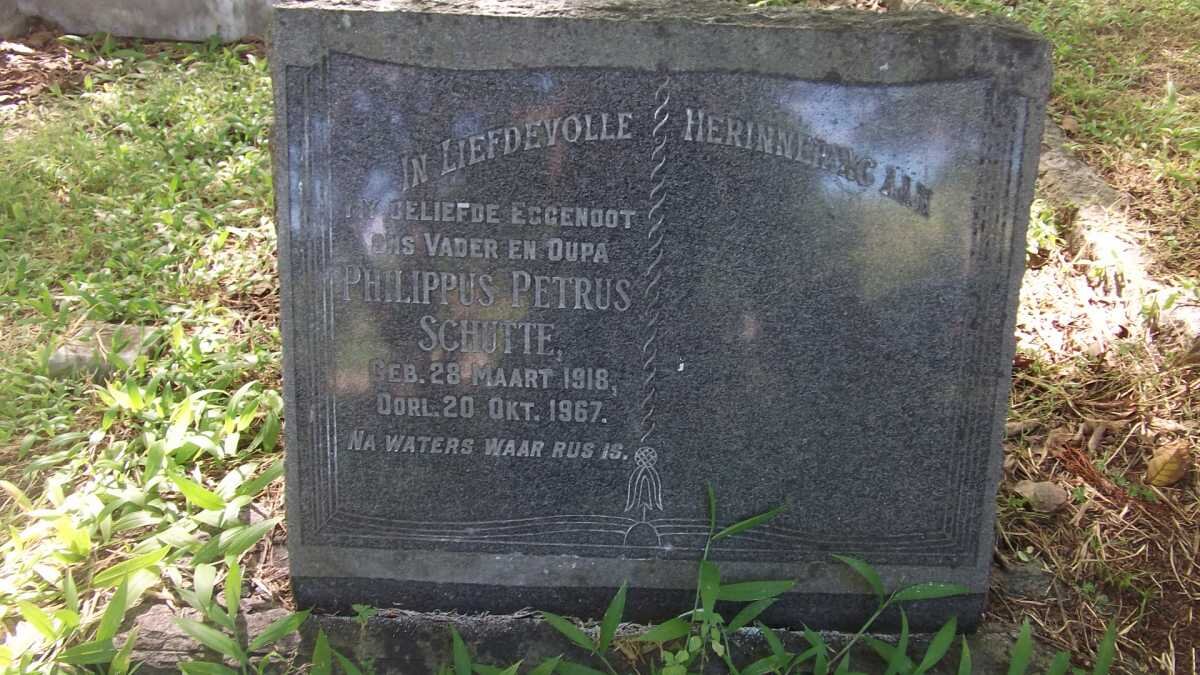 IN LIEFDEVOLLE HERINNERING AAN
MY GELIEFDE EGGENOOT
ONS VADER EN OUPA
PHILIPPUS PETRUS
SCHUTTE,
GEB. 28 MAART 1918,
OORL. 20 OKT. 1967.
NA WATERS WAAR RUS IS.